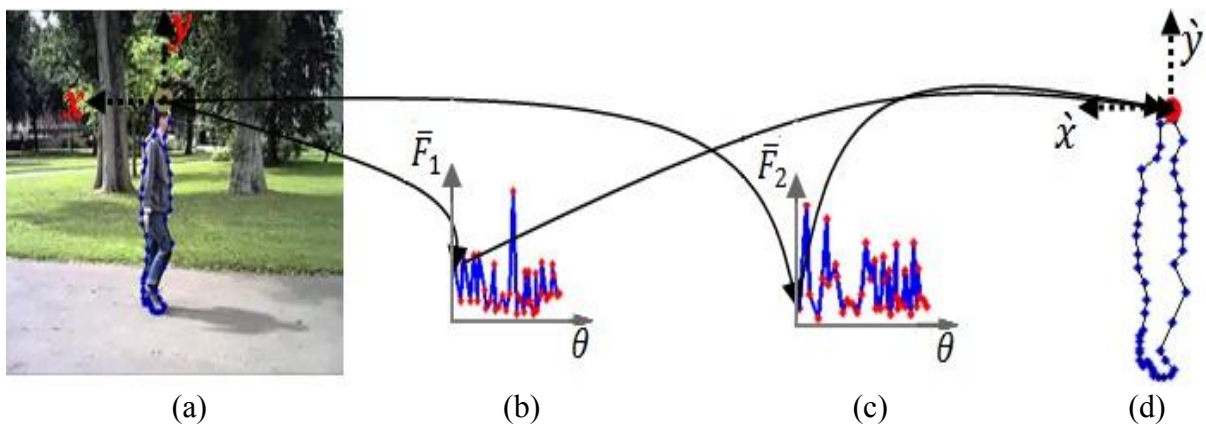 y
x
F̄₁
θ
F̄₂
θ
ỳ
x̀
(a) (b) (c) (d)